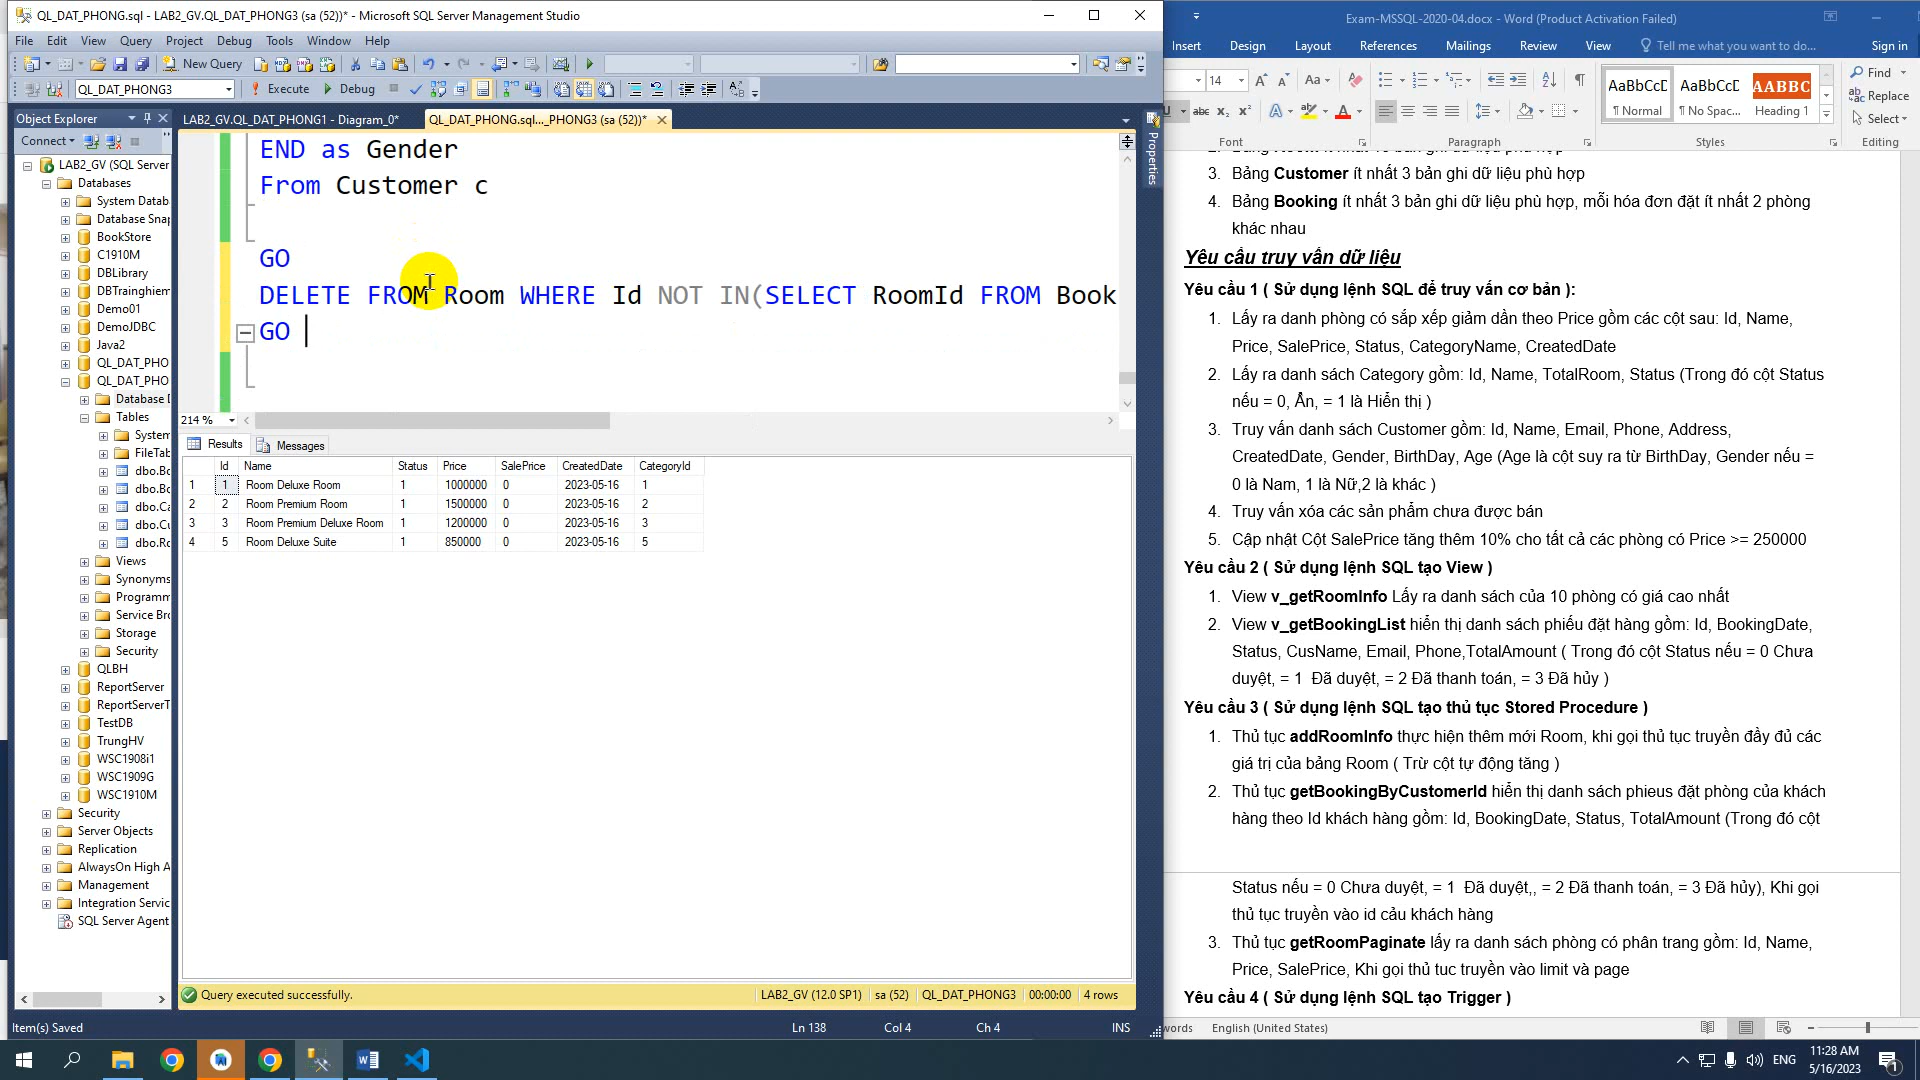 QL_DAT_PHONG.sql - LAB2_GV.QL_DAT_PHONG3 (sa (52))* - Microsoft SQL Server Management Studio
File Edit View Query Project Debug Tools Window Help
New Query
QL_DAT_PHONG3
Execute
Debug
Object Explorer
Connect
LAB2_GV (SQL Server
Databases
System Datab
Database Snap
BookStore
C1910M
DBLibrary
DBTrainghiem
Demo01
DemoJDBC
Java2
QL_DAT_PHO
QL_DAT_PHO
Database D
Tables
System
FileTab
dbo.Bo
dbo.Bo
dbo.Ca
dbo.Cu
dbo.Ro
Views
Synonyms
Programm
Service Bro
Storage
Security
QLBH
ReportServer
ReportServerT
TestDB
TrungHV
WSC1908i1
WSC1909G
WSC1910M
Security
Server Objects
Replication
AlwaysOn High A
Management
Integration Servic
SQL Server Agent
LAB2_GV.QL_DAT_PHONG1 - Diagram_0*
QL_DAT_PHONG.sql..._PHONG3 (sa (52))*
Properties
END as Gender
From Customer c
GO
DELETE FROM Room WHERE Id NOT IN(SELECT RoomId FROM Book
GO
214 %
Results Messages
Id Name Status Price SalePrice CreatedDate CategoryId
1 1 Room Deluxe Room 1 1000000 0 2023-05-16 1
2 2 Room Premium Room 1 1500000 0 2023-05-16 2
3 3 Room Premium Deluxe Room 1 1200000 0 2023-05-16 3
4 5 Room Deluxe Suite 1 850000 0 2023-05-16 5
Query executed successfully.
LAB2_GV (12.0 SP1) sa (52) QL_DAT_PHONG3 00:00:00 4 rows
Item(s) Saved
Ln 138 Col 4 Ch 4 INS
Exam-MSSQL-2020-04.docx - Word (Product Activation Failed)
Insert Design Layout References Mailings Review View Tell me what you want to do... Sign in
14
Aa
abc
AaBbCcD AaBbCcD AABBC
¶ Normal ¶ No Spac... Heading 1
Find
Replace
Select
Font Paragraph Styles Editing
3. Bảng Customer ít nhất 3 bản ghi dữ liệu phù hợp
4. Bảng Booking ít nhất 3 bản ghi dữ liệu phù hợp, mỗi hóa đơn đặt ít nhất 2 phòng
khác nhau
Yêu cầu truy vấn dữ liệu
Yêu cầu 1 ( Sử dụng lệnh SQL để truy vấn cơ bản ):
1. Lấy ra danh phòng có sắp xếp giảm dần theo Price gồm các cột sau: Id, Name,
Price, SalePrice, Status, CategoryName, CreatedDate
2. Lấy ra danh sách Category gồm: Id, Name, TotalRoom, Status (Trong đó cột Status
nếu = 0, Ẩn, = 1 là Hiển thị )
3. Truy vấn danh sách Customer gồm: Id, Name, Email, Phone, Address,
CreatedDate, Gender, BirthDay, Age (Age là cột suy ra từ BirthDay, Gender nếu =
0 là Nam, 1 là Nữ,2 là khác )
4. Truy vấn xóa các sản phẩm chưa được bán
5. Cập nhật Cột SalePrice tăng thêm 10% cho tất cả các phòng có Price >= 250000
Yêu cầu 2 ( Sử dụng lệnh SQL tạo View )
1. View v_getRoomInfo Lấy ra danh sách của 10 phòng có giá cao nhất
2. View v_getBookingList hiển thị danh sách phiếu đặt hàng gồm: Id, BookingDate,
Status, CusName, Email, Phone,TotalAmount ( Trong đó cột Status nếu = 0 Chưa
duyệt, = 1 Đã duyệt, = 2 Đã thanh toán, = 3 Đã hủy )
Yêu cầu 3 ( Sử dụng lệnh SQL tạo thủ tục Stored Procedure )
1. Thủ tục addRoomInfo thực hiện thêm mới Room, khi gọi thủ tục truyền đầy đủ các
giá trị của bảng Room ( Trừ cột tự động tăng )
2. Thủ tục getBookingByCustomerId hiển thị danh sách phieus đặt phòng của khách
hàng theo Id khách hàng gồm: Id, BookingDate, Status, TotalAmount (Trong đó cột
Status nếu = 0 Chưa duyệt, = 1 Đã duyệt,, = 2 Đã thanh toán, = 3 Đã hủy), Khi gọi
thủ tục truyền vào id cảu khách hàng
3. Thủ tục getRoomPaginate lấy ra danh sách phòng có phân trang gồm: Id, Name,
Price, SalePrice, Khi gọi thủ tuc truyền vào limit và page
Yêu cầu 4 ( Sử dụng lệnh SQL tạo Trigger )
words English (United States)
ENG
11:28 AM
5/16/2023
1